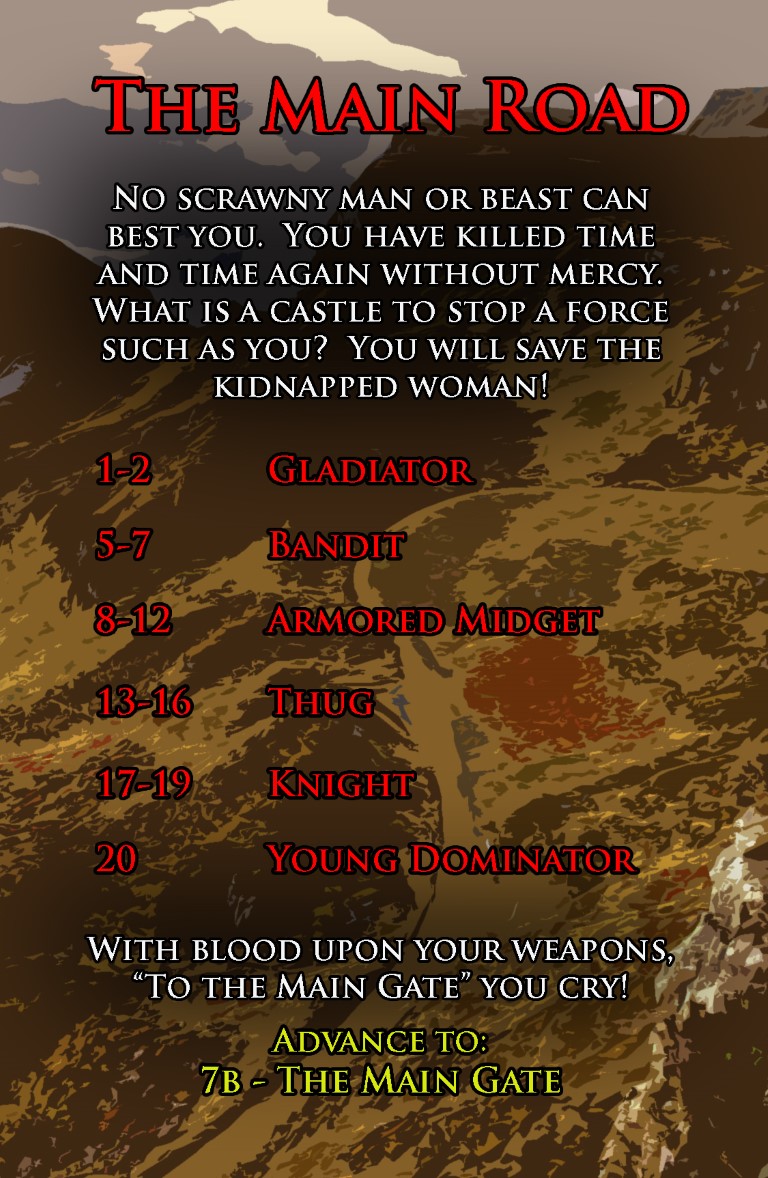 The Main Road
No scrawny man or beast can
best you. You have killed time
and time again without mercy.
What is a castle to stop a force
such as you? You will save the
kidnapped woman!
1-2 Gladiator
5-7 Bandit
8-12 Armored Midget
13-16 Thug
17-19 Knight
20 Young Dominator
With blood upon your weapons,
“To the Main Gate” you cry!
Advance to:
7b - The Main Gate